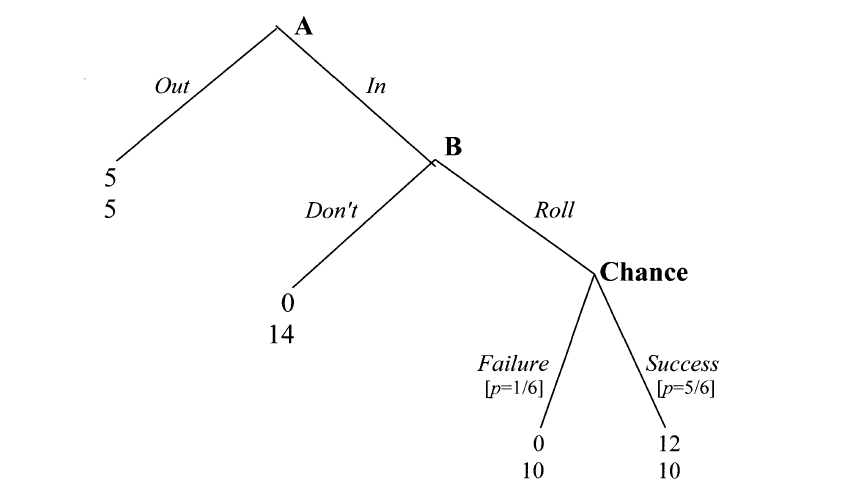 A
Out
In
B
5
5
Don't
Roll
Chance
0
14
Failure
[p=1/6]
Success
[p=5/6]
0
10
12
10